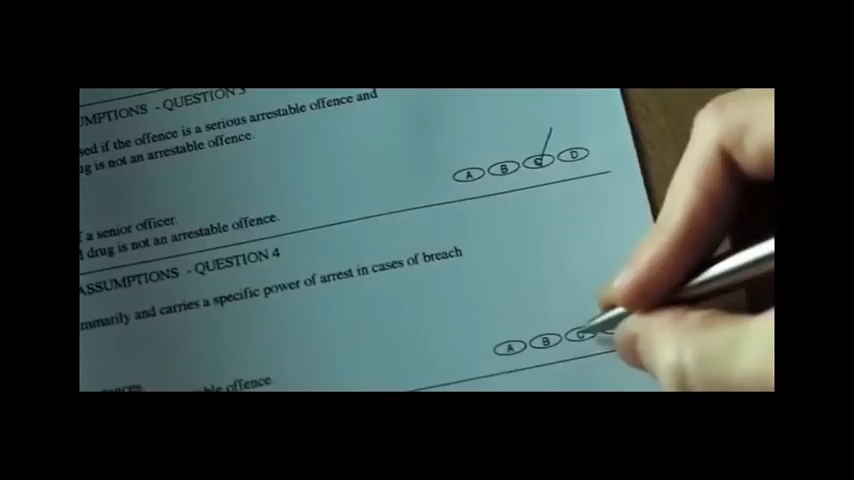 UMPTIONS - QUESTION 3
sed if the offence is a serious arrestable offence and
ug is not an arrestable offence.
A B C D
f a senior officer.
d drug is not an arrestable offence.
ASSUMPTIONS - QUESTION 4
mmarily and carries a specific power of arrest in cases of breach
A B C
able offence